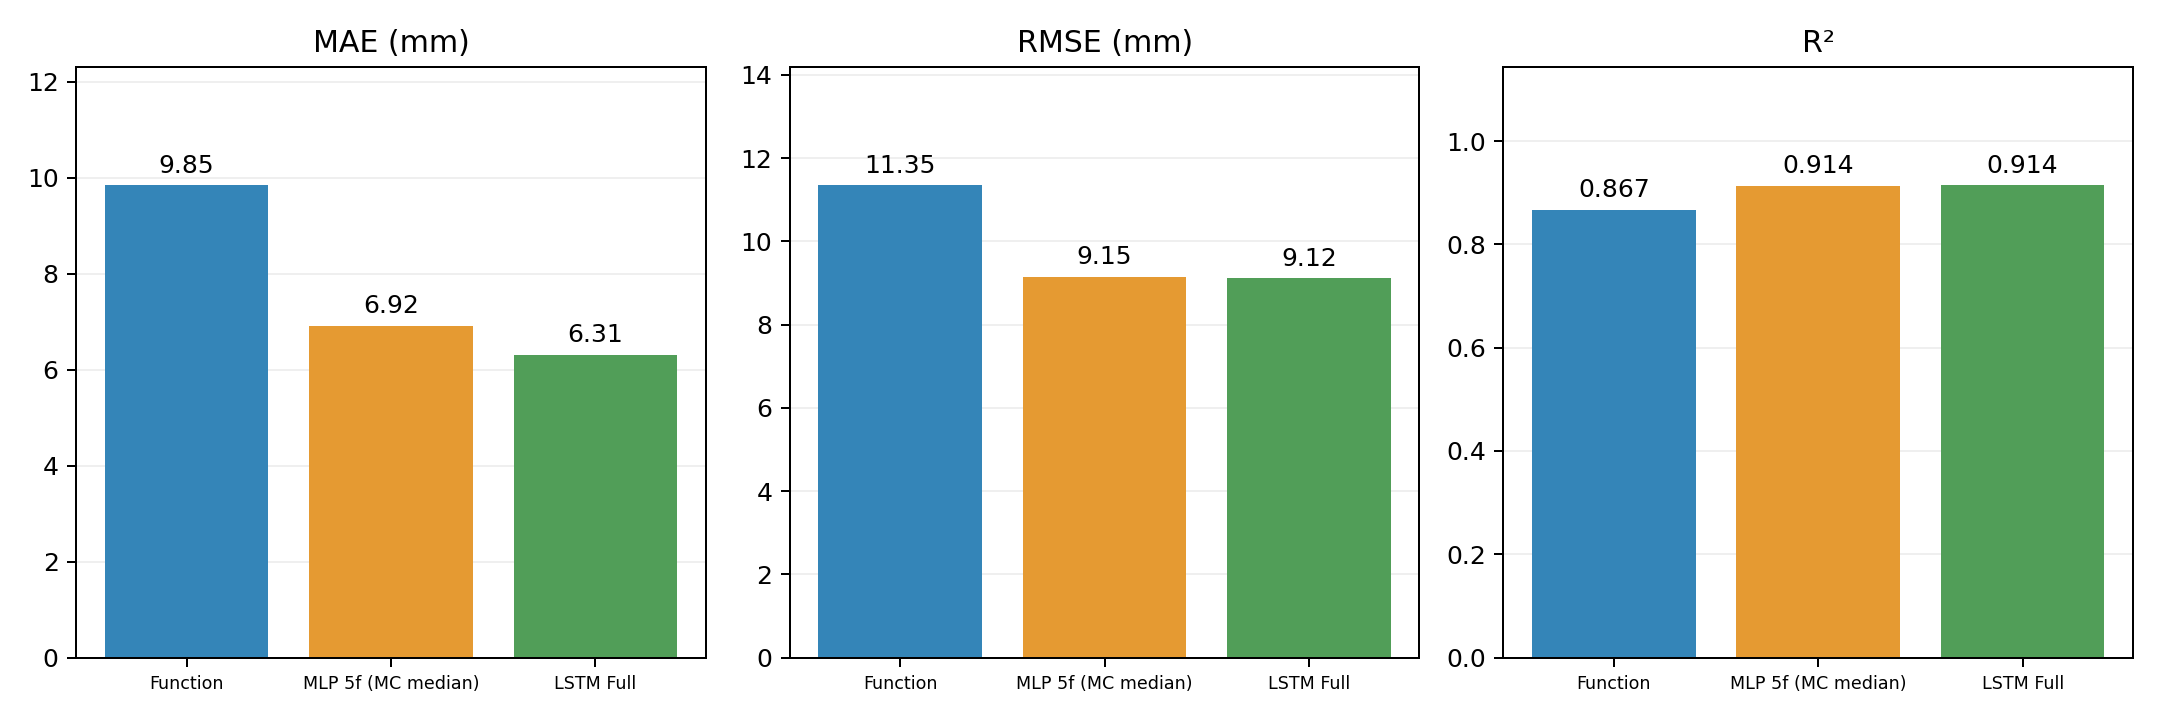 MAE (mm)
12
10
8
6
4
2
0
9.85
6.92
6.31
Function
MLP 5f (MC median)
LSTM Full
RMSE (mm)
14
12
10
8
6
4
2
0
11.35
9.15
9.12
Function
MLP 5f (MC median)
LSTM Full
R²
1.0
0.8
0.6
0.4
0.2
0.0
0.867
0.914
0.914
Function
MLP 5f (MC median)
LSTM Full